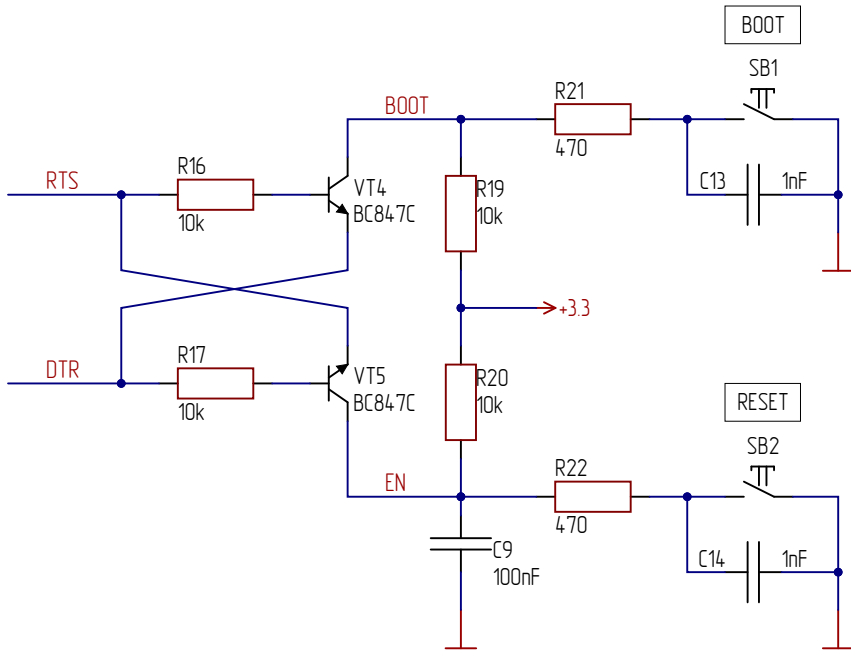 BOOT
SB1
R21
BOOT
470
C13
1nF
R16
RTS
10k
VT4
BC847C
R19
10k
+3.3
R17
DTR
10k
VT5
BC847C
R20
10k
RESET
SB2
R22
EN
470
C9
100nF
C14
1nF